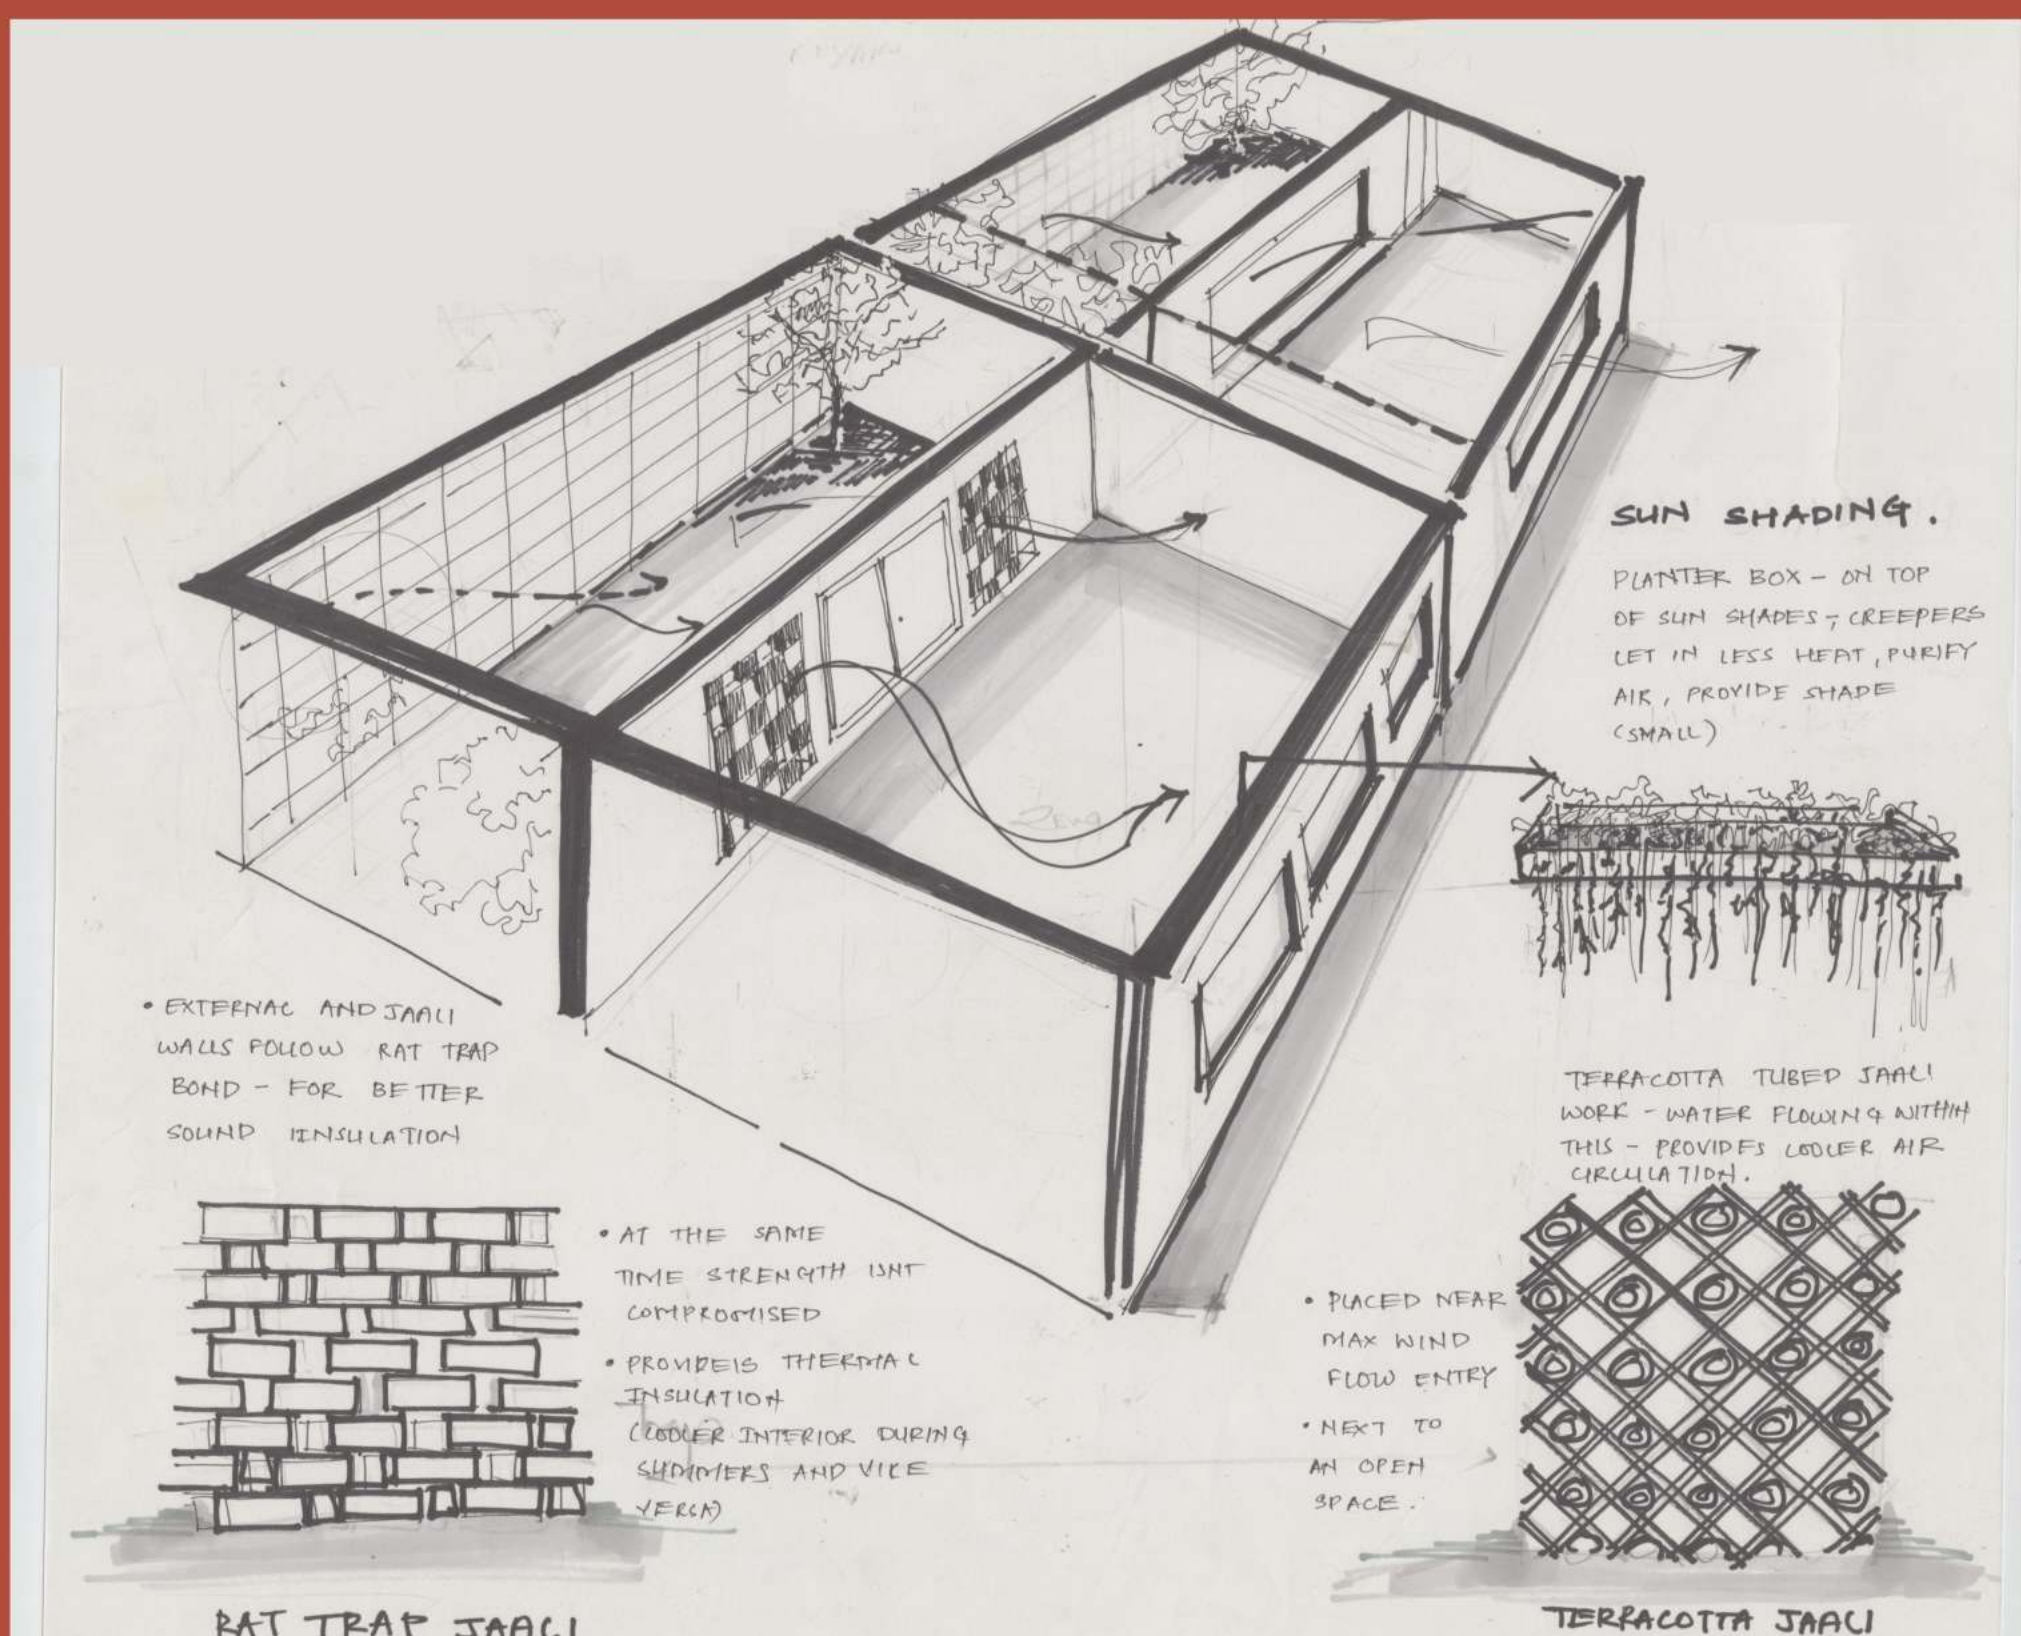 SUN SHADING.
PLANTER BOX - ON TOP
OF SUN SHADES - CREEPERS
LET IN LESS HEAT, PURIFY
AIR, PROVIDE SHADE
(SMALL)
• EXTERNAL AND JAALI
WALLS FOLLOW RAT TRAP
BOND - FOR BETTER
SOUND IINSULATION
• AT THE SAME
TIME STRENGTH ISNT
COMPROMISED
• PROVIDEIS THERMAL
INSULATION
(COOLER INTERIOR DURING
SUMMERS AND VICE
VERSA)
RAT TRAP JAALI
TERRACOTTA TUBED JAALI
WORK - WATER FLOWING WITHIN
THIS - PROVIDES COOLER AIR
CIRCULATION.
• PLACED NEAR
MAX WIND
FLOW ENTRY
• NEXT TO
AN OPEN
SPACE.
TERRACOTTA JAALI